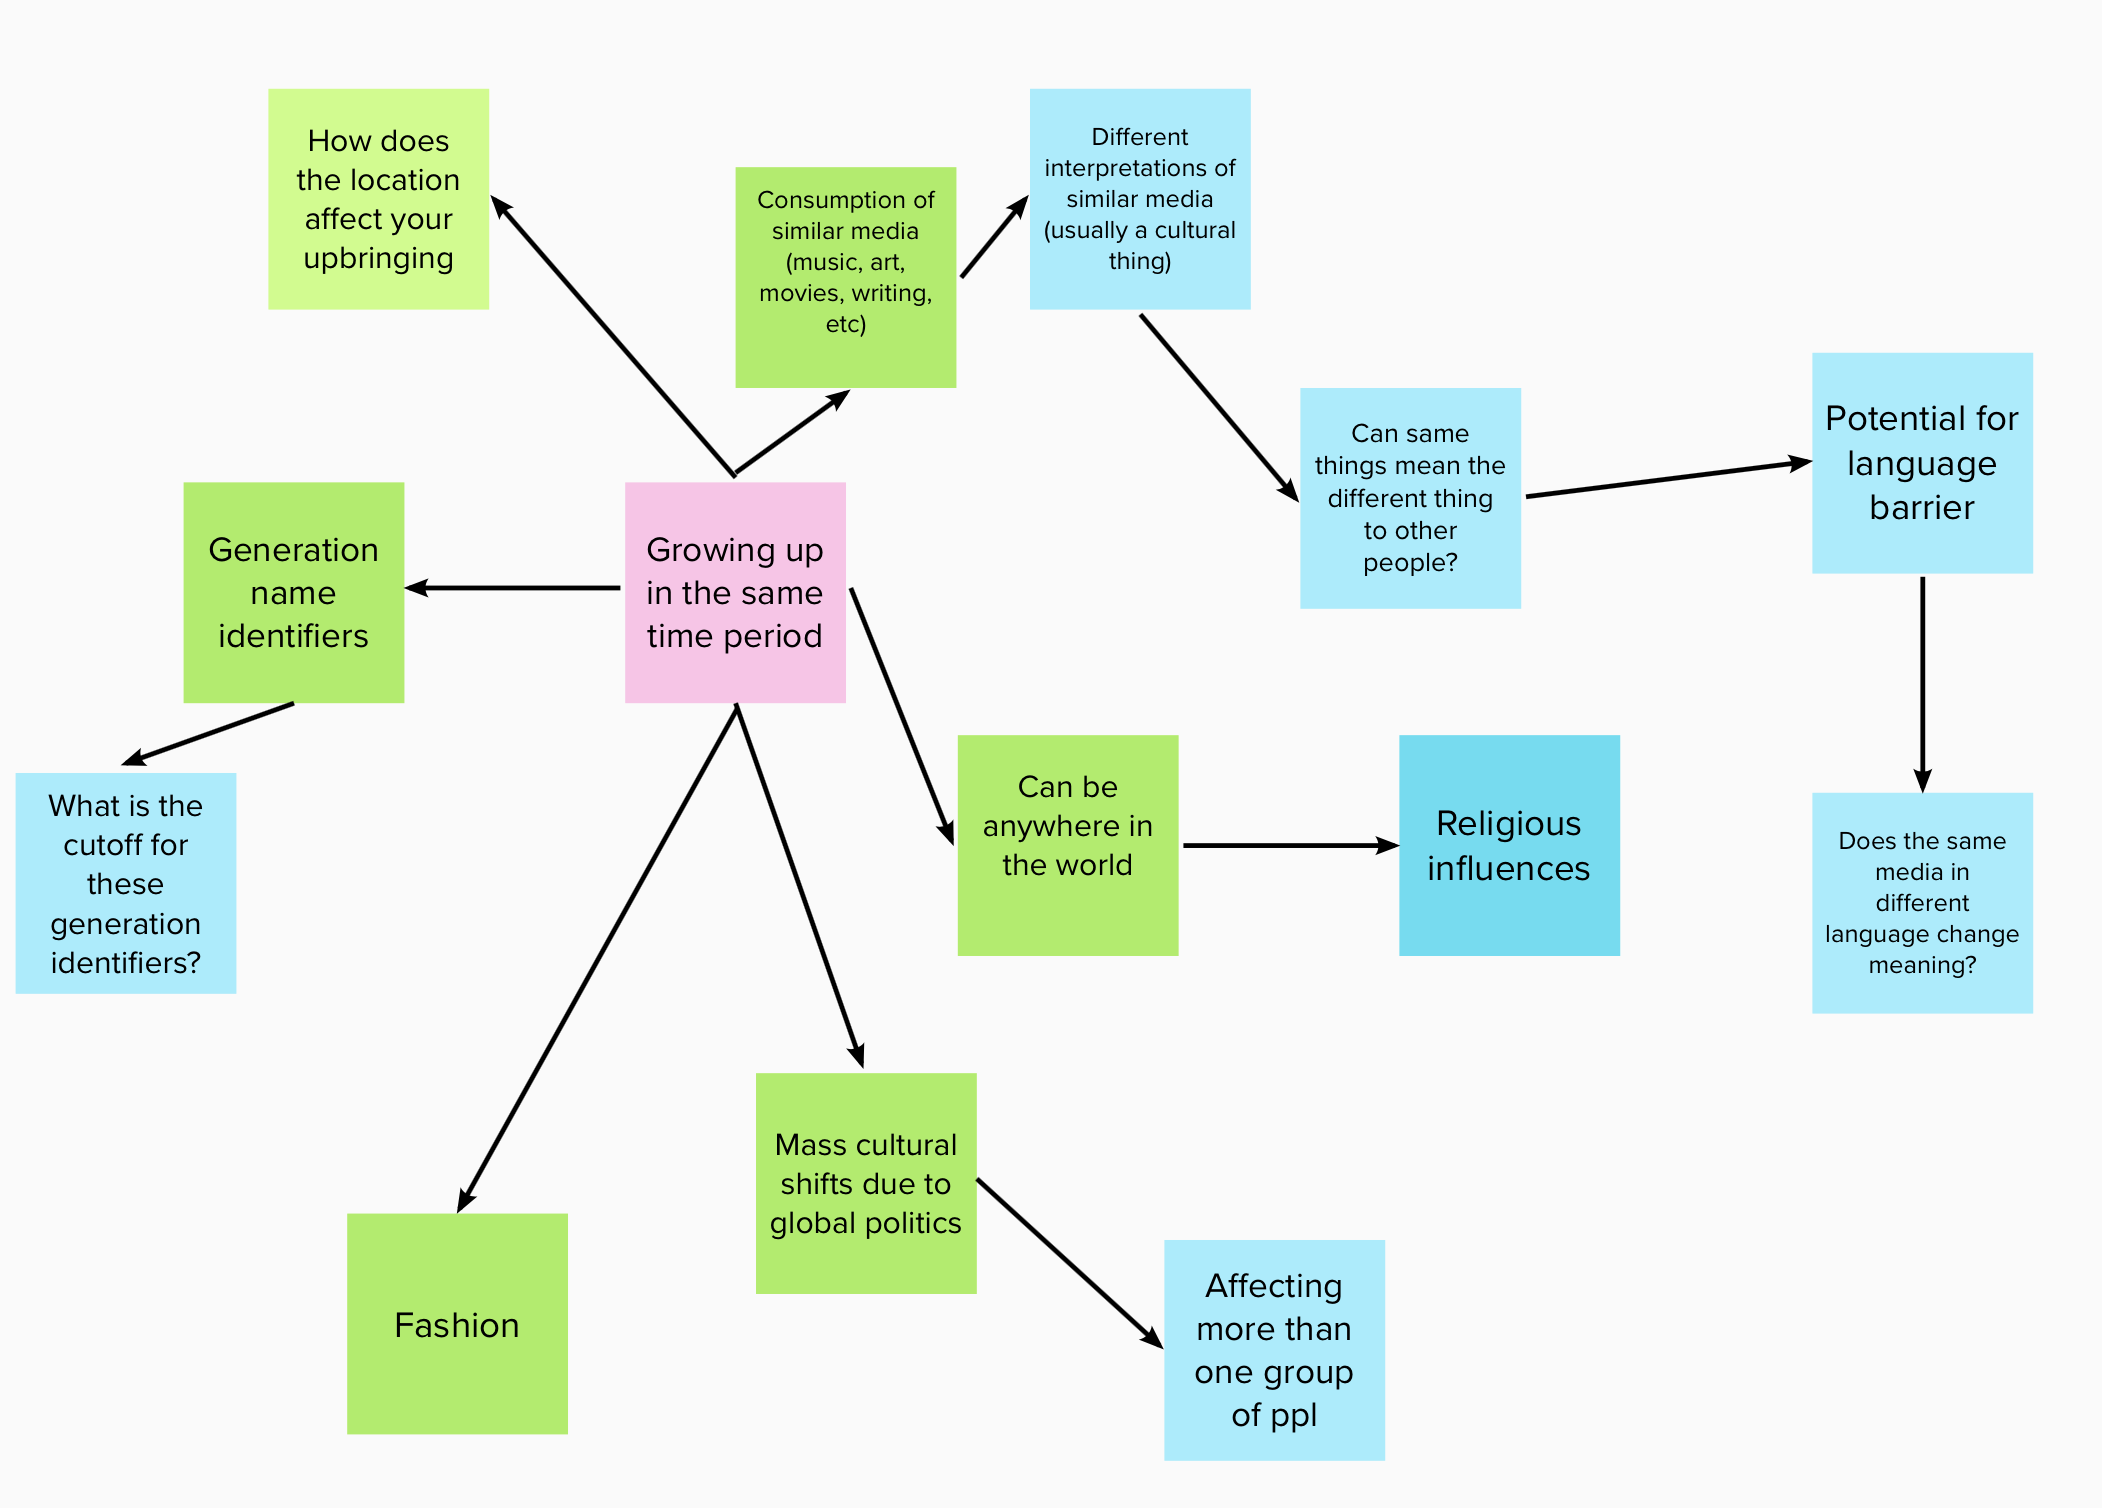 How does
the location
affect your
upbringing
Consumption of
similar media
(music, art,
movies, writing,
etc)
Different
interpretations of
similar media
(usually a cultural
thing)
Can same
things mean the
different thing
to other
people?
Potential for
language
barrier
Generation
name
identifiers
Growing up
in the same
time period
What is the
cutoff for
these
generation
identifiers?
Can be
anywhere in
the world
Religious
influences
Does the same
media in
different
language change
meaning?
Mass cultural
shifts due to
global politics
Fashion
Affecting
more than
one group
of ppl